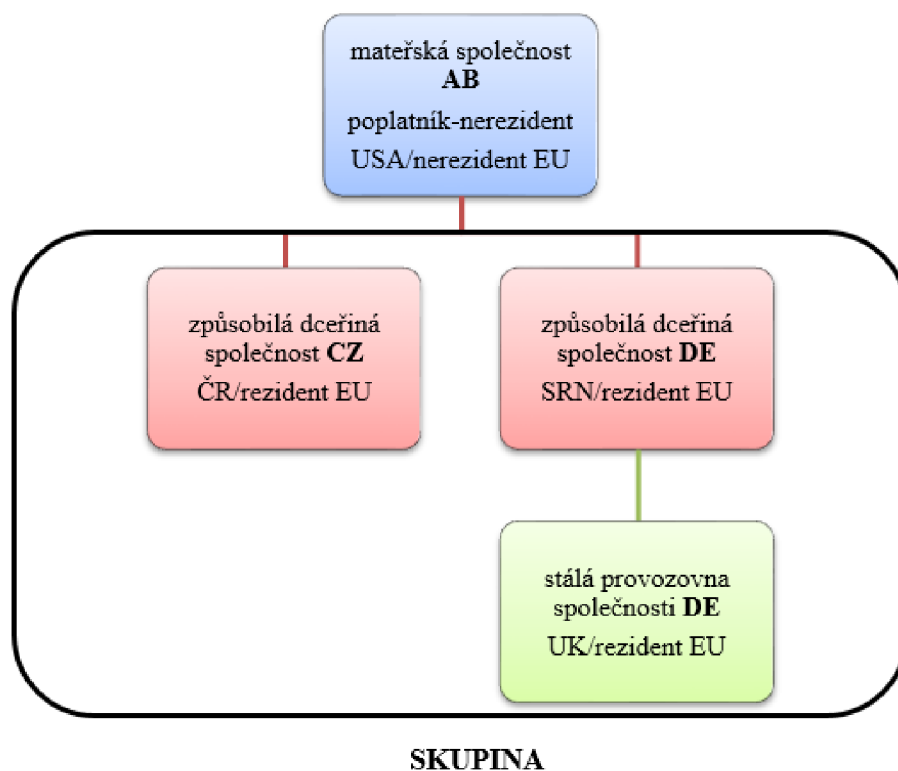 mateřská společnost
AB
poplatník-nerezident
USA/nerezident EU
způsobilá dceřiná
společnost CZ
ČR/rezident EU
způsobilá dceřiná
společnost DE
SRN/rezident EU
stálá provozovna
společnosti DE
UK/rezident EU
SKUPINA